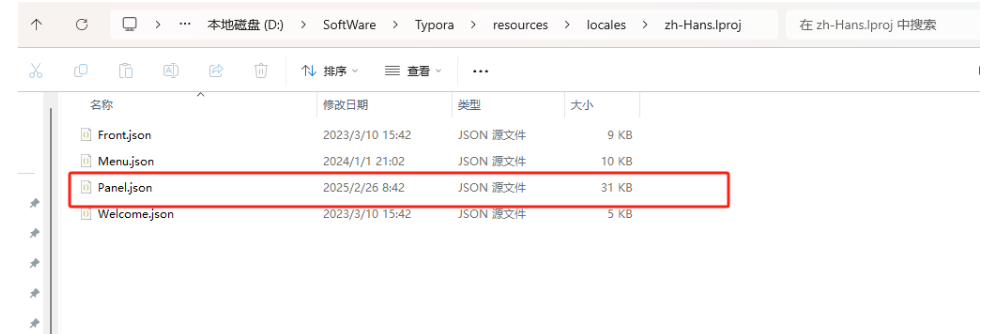 本地磁盘 (D:) > SoftWare > Typora > resources > locales > zh-Hans.lproj 在 zh-Hans.lproj 中搜索
排序 查看
名称 修改日期 类型 大小
Front.json 2023/3/10 15:42 JSON 源文件 9 KB
Menu.json 2024/1/1 21:02 JSON 源文件 10 KB
Panel.json 2025/2/26 8:42 JSON 源文件 31 KB
Welcome.json 2023/3/10 15:42 JSON 源文件 5 KB